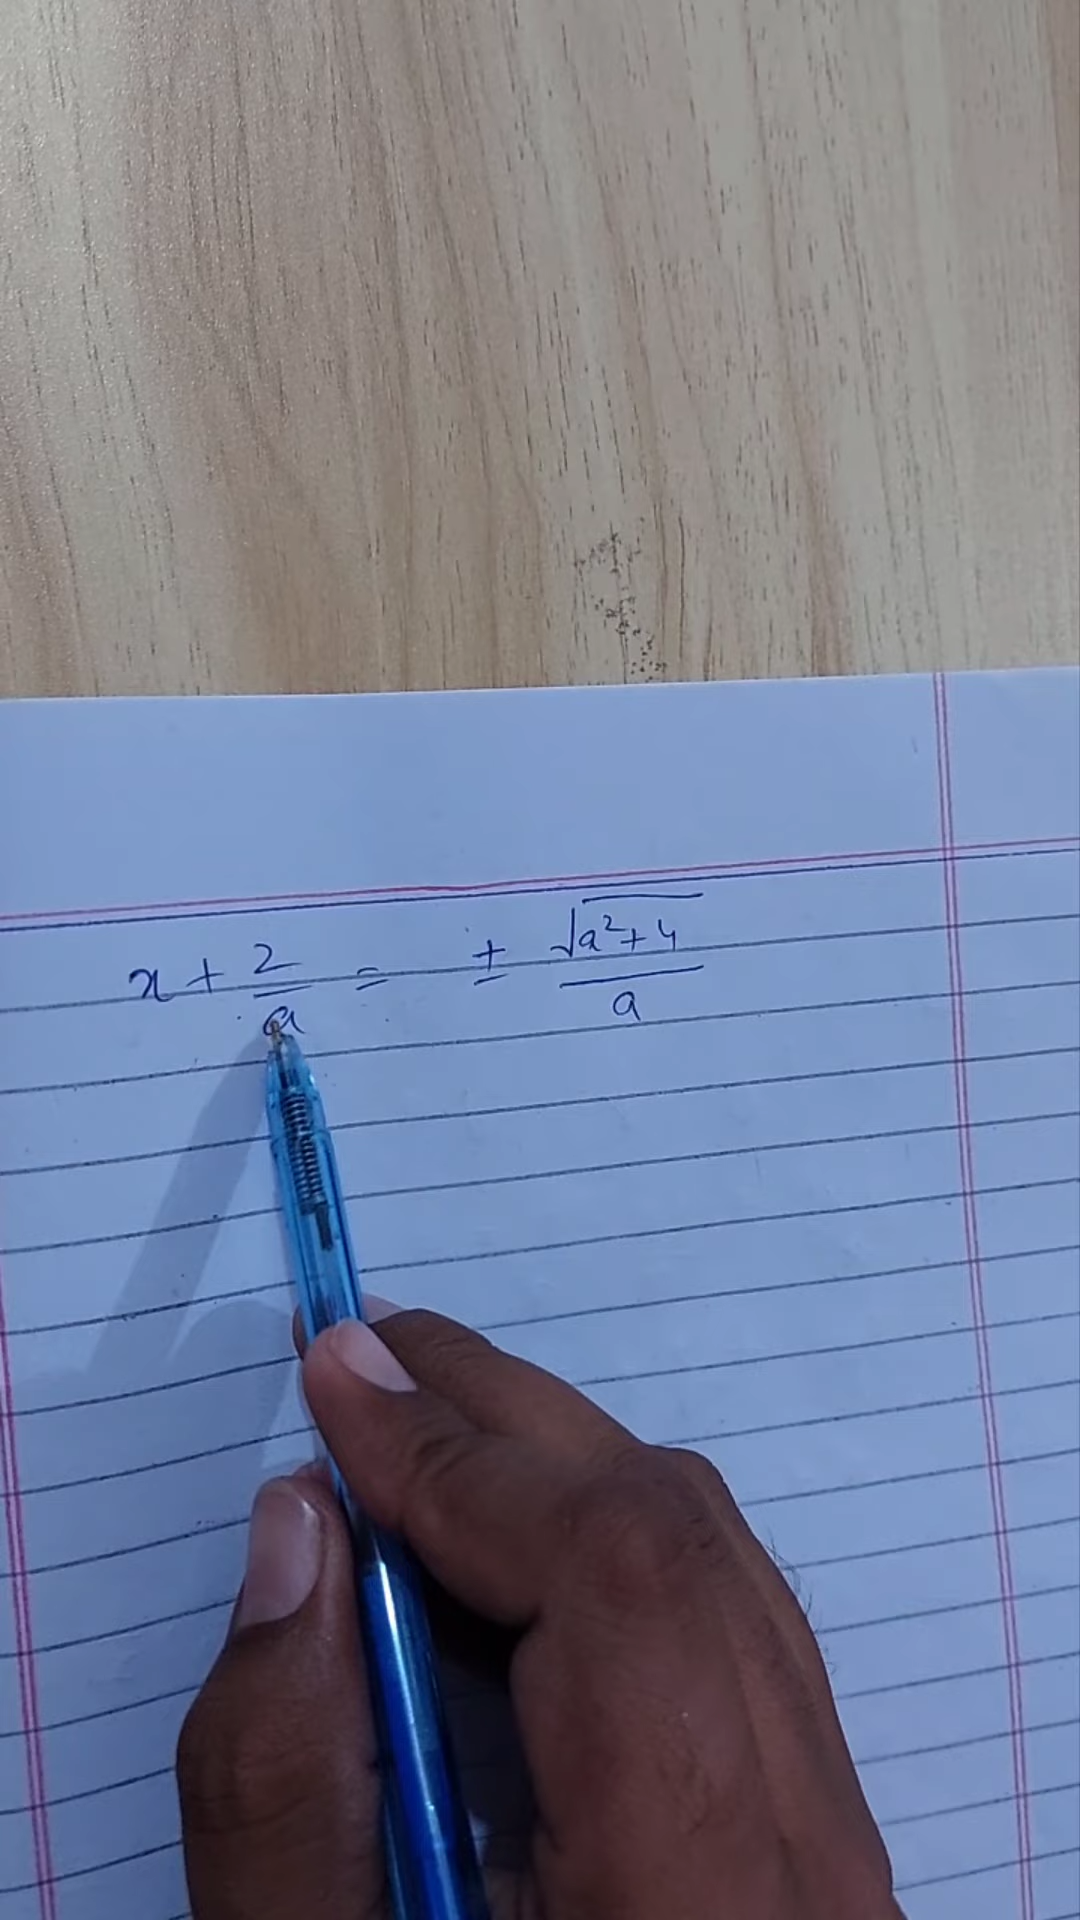 x + 2/a = ± √(a²+4)/a